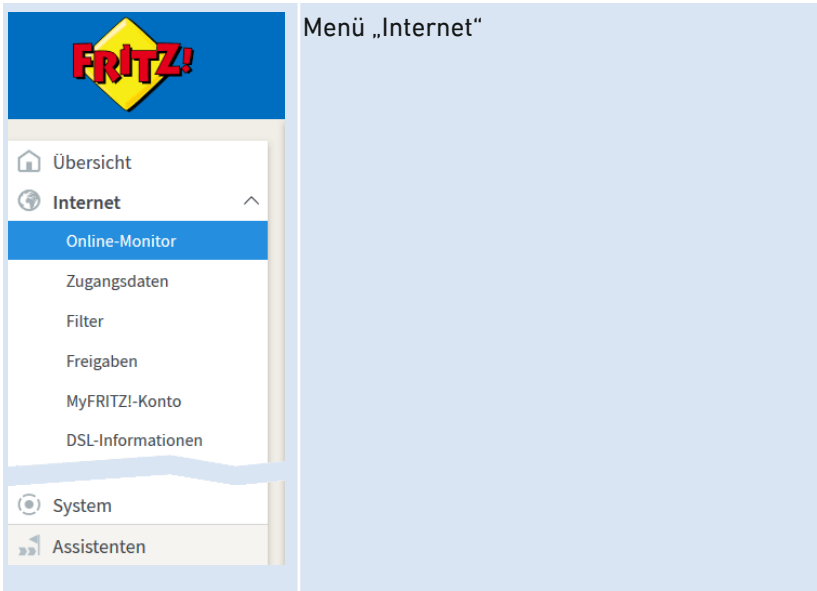 FRITZ!
Menü „Internet“
Übersicht
Internet
Online-Monitor
Zugangsdaten
Filter
Freigaben
MyFRITZ!-Konto
DSL-Informationen
System
Assistenten